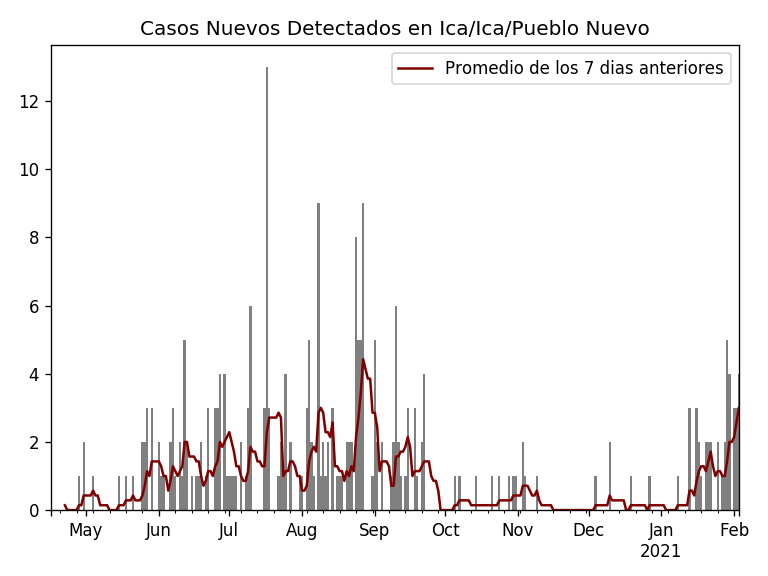 Casos Nuevos Detectados en Ica/Ica/Pueblo Nuevo
Promedio de los 7 dias anteriores
12
10
8
6
4
2
0
May Jun Jul Aug Sep Oct Nov Dec Jan Feb
2021